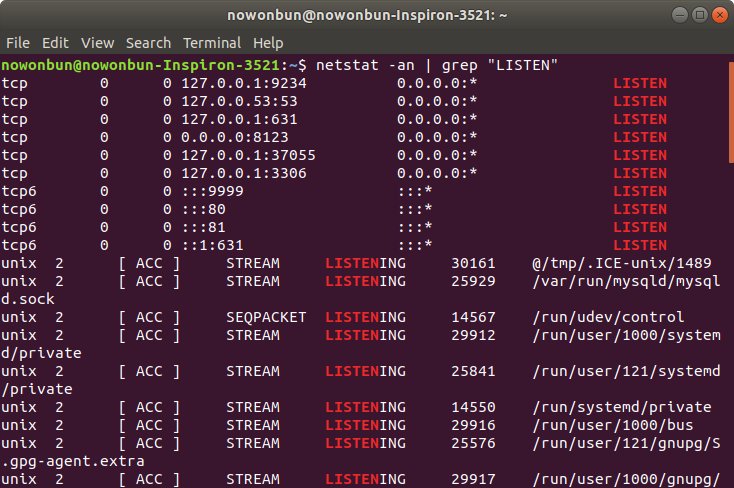 nowonbun@nowonbun-Inspiron-3521: ~
File Edit View Search Terminal Help
nowonbun@nowonbun-Inspiron-3521:~$ netstat -an | grep "LISTEN"
tcp 0 0 127.0.0.1:9234 0.0.0.0:* LISTEN
tcp 0 0 127.0.0.53:53 0.0.0.0:* LISTEN
tcp 0 0 127.0.0.1:631 0.0.0.0:* LISTEN
tcp 0 0 0.0.0.0:8123 0.0.0.0:* LISTEN
tcp 0 0 127.0.0.1:37055 0.0.0.0:* LISTEN
tcp 0 0 127.0.0.1:3306 0.0.0.0:* LISTEN
tcp6 0 0 :::9999 :::* LISTEN
tcp6 0 0 :::80 :::* LISTEN
tcp6 0 0 :::81 :::* LISTEN
tcp6 0 0 ::1:631 :::* LISTEN
unix 2 [ ACC ] STREAM LISTENING 30161 @/tmp/.ICE-unix/1489
unix 2 [ ACC ] STREAM LISTENING 25929 /var/run/mysqld/mysql
d.sock
unix 2 [ ACC ] SEQPACKET LISTENING 14567 /run/udev/control
unix 2 [ ACC ] STREAM LISTENING 29912 /run/user/1000/system
d/private
unix 2 [ ACC ] STREAM LISTENING 25841 /run/user/121/systemd
/private
unix 2 [ ACC ] STREAM LISTENING 14550 /run/systemd/private
unix 2 [ ACC ] STREAM LISTENING 29916 /run/user/1000/bus
unix 2 [ ACC ] STREAM LISTENING 25576 /run/user/121/gnupg/S
.gpg-agent.extra
unix 2 [ ACC ] STREAM LISTENING 29917 /run/user/1000/gnupg/